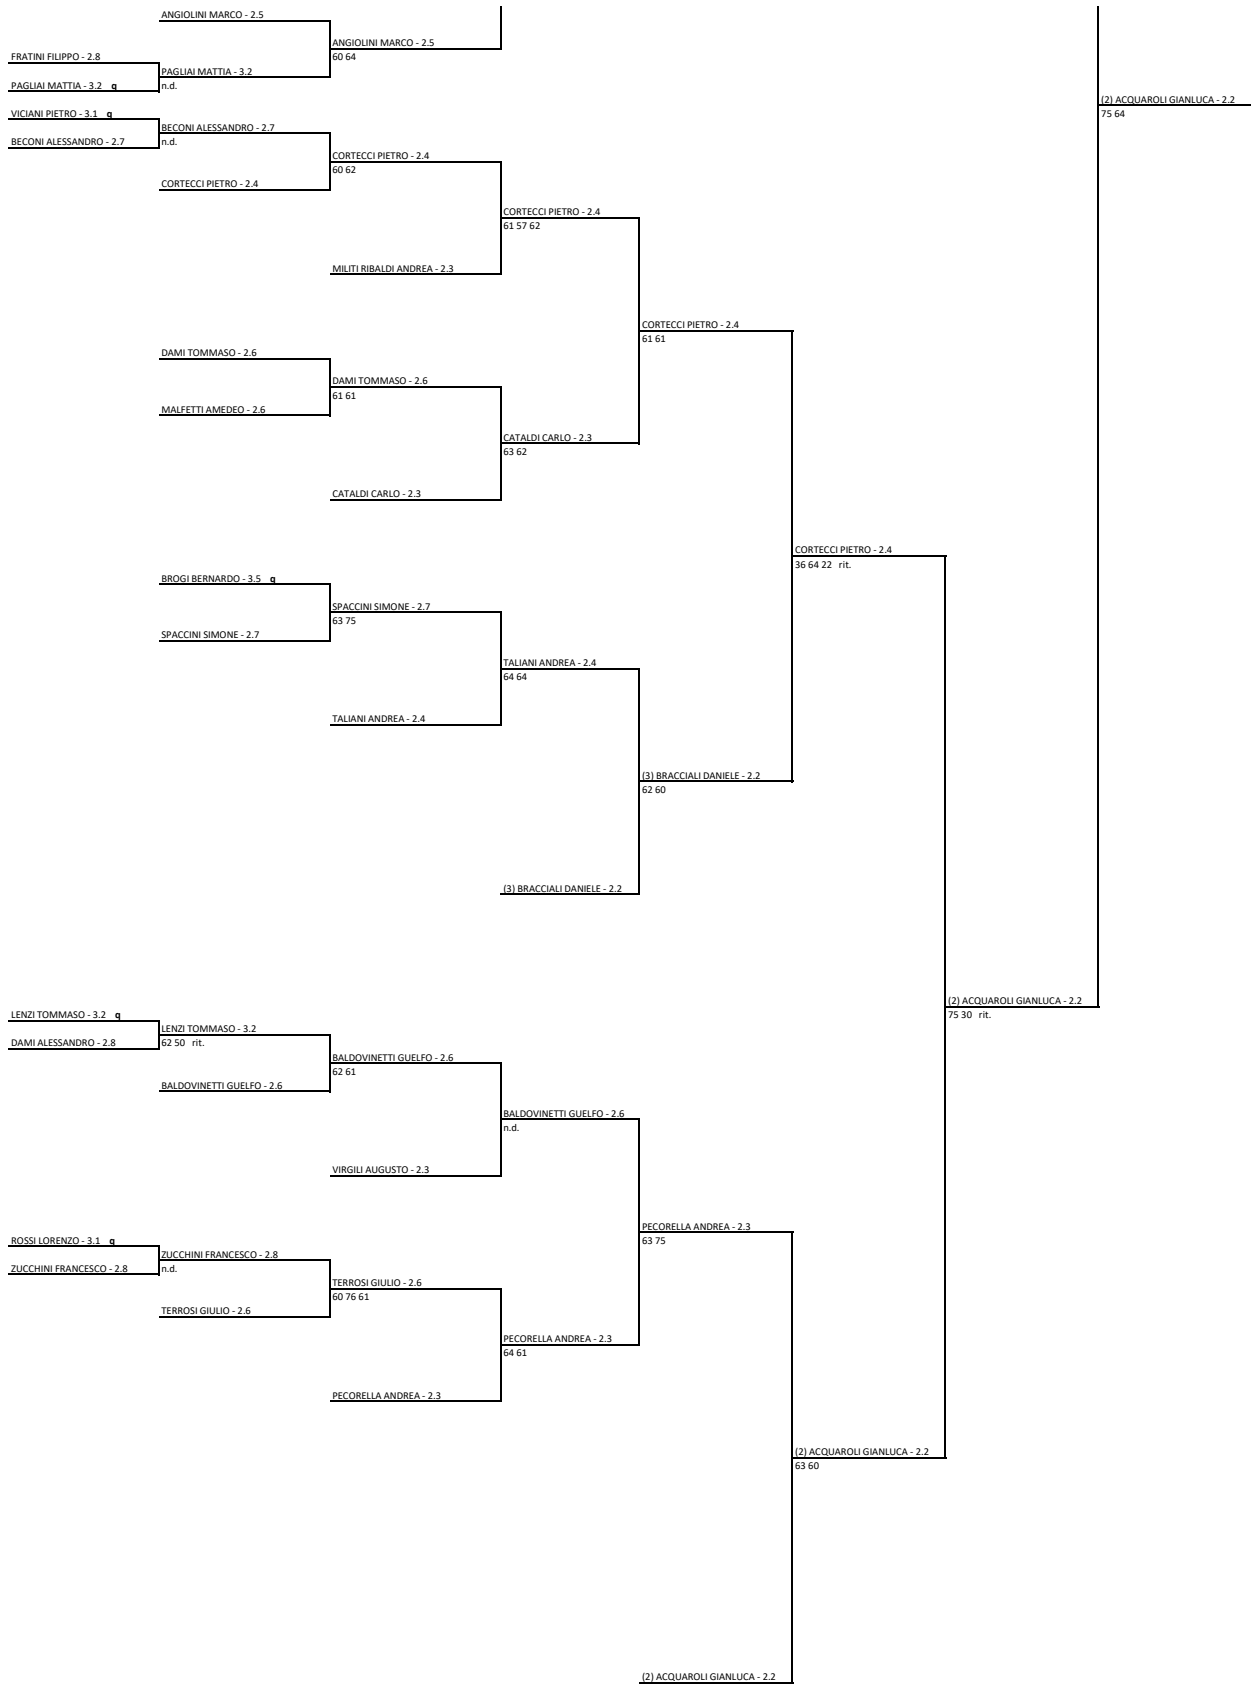 ANGIOLINI MARCO - 2.5
ANGIOLINI MARCO - 2.5
FRATINI FILIPPO - 2.8
60 64
PAGLIAI MATTIA - 3.2
PAGLIAI MATTIA - 3.2 q
n.d.
(2) ACQUAROLI GIANLUCA - 2.2
75 64
VICIANI PIETRO - 3.1 q
BECONI ALESSANDRO - 2.7
BECONI ALESSANDRO - 2.7
n.d.
CORTECCI PIETRO - 2.4
60 62
CORTECCI PIETRO - 2.4
CORTECCI PIETRO - 2.4
61 57 62
MILITI RIBALDI ANDREA - 2.3
CORTECCI PIETRO - 2.4
61 61
DAMI TOMMASO - 2.6
DAMI TOMMASO - 2.6
61 61
MALFETTI AMEDEO - 2.6
CATALDI CARLO - 2.3
63 62
CATALDI CARLO - 2.3
CORTECCI PIETRO - 2.4
36 64 22 rit.
BROGI BERNARDO - 3.5 q
SPACCINI SIMONE - 2.7
63 75
SPACCINI SIMONE - 2.7
TALIANI ANDREA - 2.4
64 64
TALIANI ANDREA - 2.4
(3) BRACCIALI DANIELE - 2.2
62 60
(3) BRACCIALI DANIELE - 2.2
(2) ACQUAROLI GIANLUCA - 2.2
75 30 rit.
LENZI TOMMASO - 3.2 q
LENZI TOMMASO - 3.2
DAMI ALESSANDRO - 2.8
62 50 rit.
BALDOVINETTI GUELFO - 2.6
62 61
BALDOVINETTI GUELFO - 2.6
BALDOVINETTI GUELFO - 2.6
n.d.
VIRGILI AUGUSTO - 2.3
PECORELLA ANDREA - 2.3
63 75
ROSSI LORENZO - 3.1 q
ZUCCHINI FRANCESCO - 2.8
ZUCCHINI FRANCESCO - 2.8
n.d.
TERROSI GIULIO - 2.6
60 76 61
TERROSI GIULIO - 2.6
PECORELLA ANDREA - 2.3
64 61
PECORELLA ANDREA - 2.3
(2) ACQUAROLI GIANLUCA - 2.2
63 60
(2) ACQUAROLI GIANLUCA - 2.2